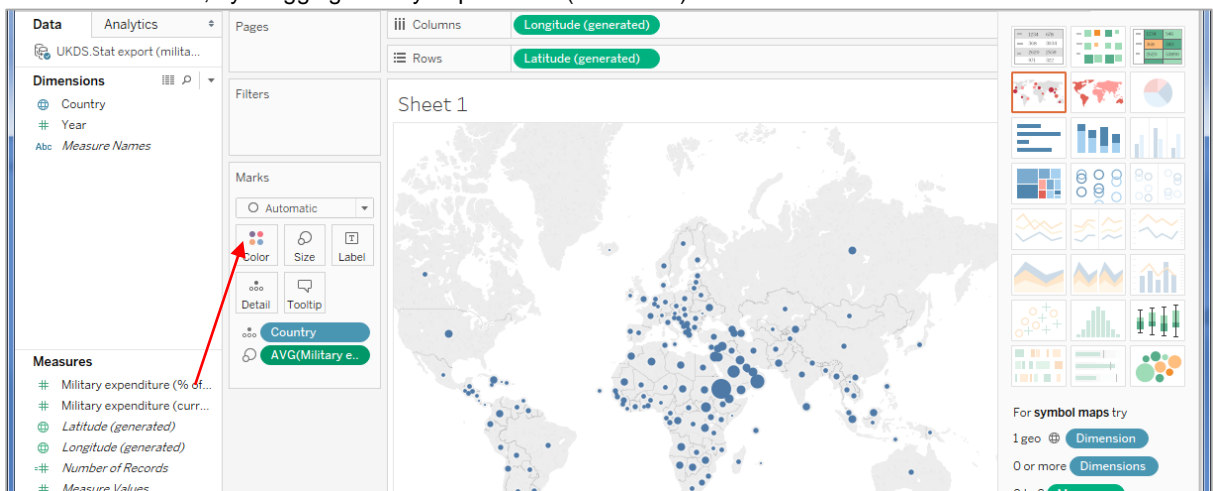 Data Analytics
UKDS.Stat export (milita...
Dimensions
Country
# Year
Abc Measure Names
Measures
# Military expenditure (% of...
# Military expenditure (curr...
Latitude (generated)
Longitude (generated)
=# Number of Records
# Measure Values
Pages
Filters
Marks
Automatic
Color Size Label
Detail Tooltip
Country
AVG(Military e..
iii Columns Longitude (generated)
Rows Latitude (generated)
Sheet 1
For symbol maps try
1 geo Dimension
0 or more Dimensions